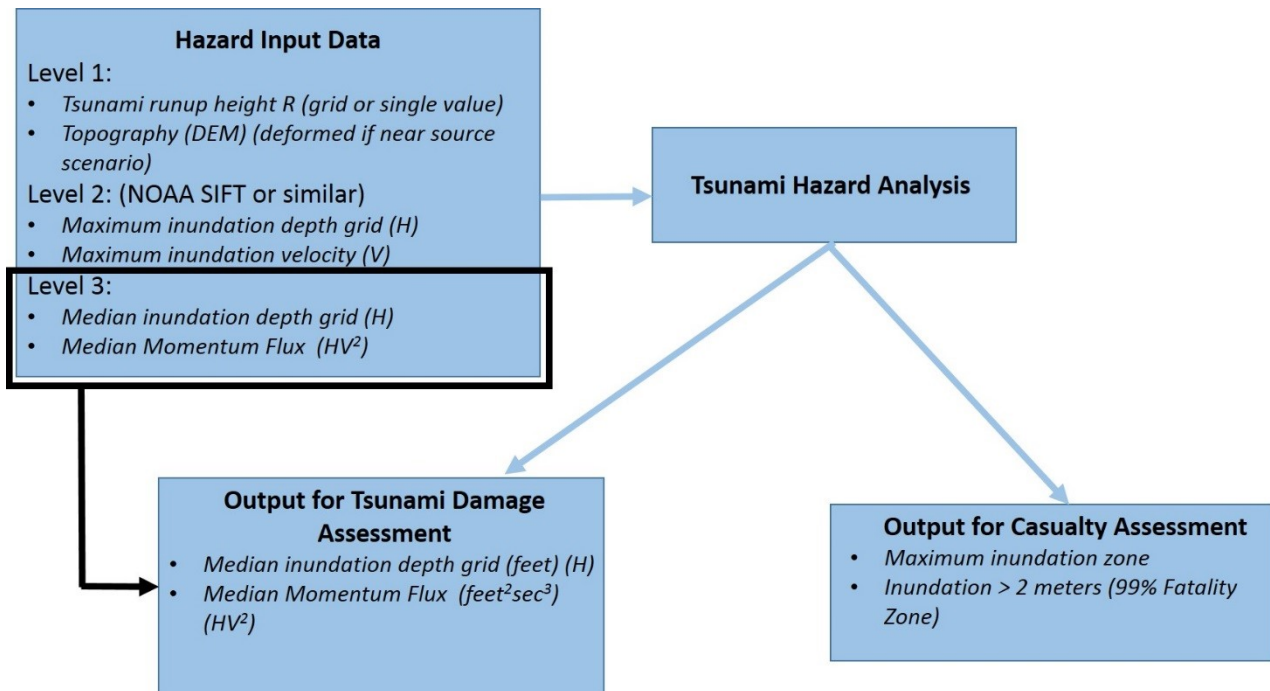 Hazard Input Data
Level 1:
• Tsunami runup height R (grid or single value)
• Topography (DEM) (deformed if near source
scenario)
Level 2: (NOAA SIFT or similar)
• Maximum inundation depth grid (H)
• Maximum inundation velocity (V)
Level 3:
• Median inundation depth grid (H)
• Median Momentum Flux (HV²)
Tsunami Hazard Analysis
Output for Tsunami Damage
Assessment
• Median inundation depth grid (feet) (H)
• Median Momentum Flux (feet²sec³)
(HV²)
Output for Casualty Assessment
• Maximum inundation zone
• Inundation > 2 meters (99% Fatality
Zone)